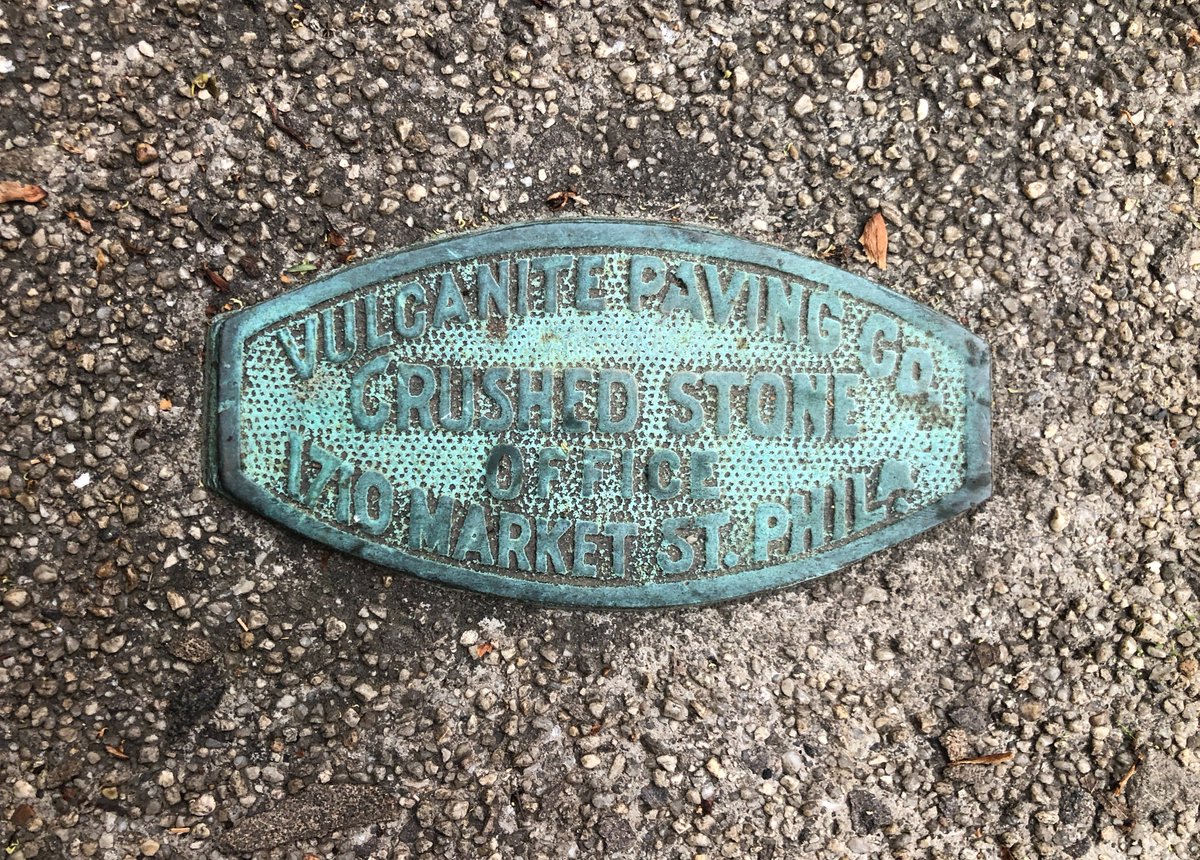 VULCANITE PAVING CO.
CRUSHED STONE
OFFICE
1710 MARKET ST. PHILA.